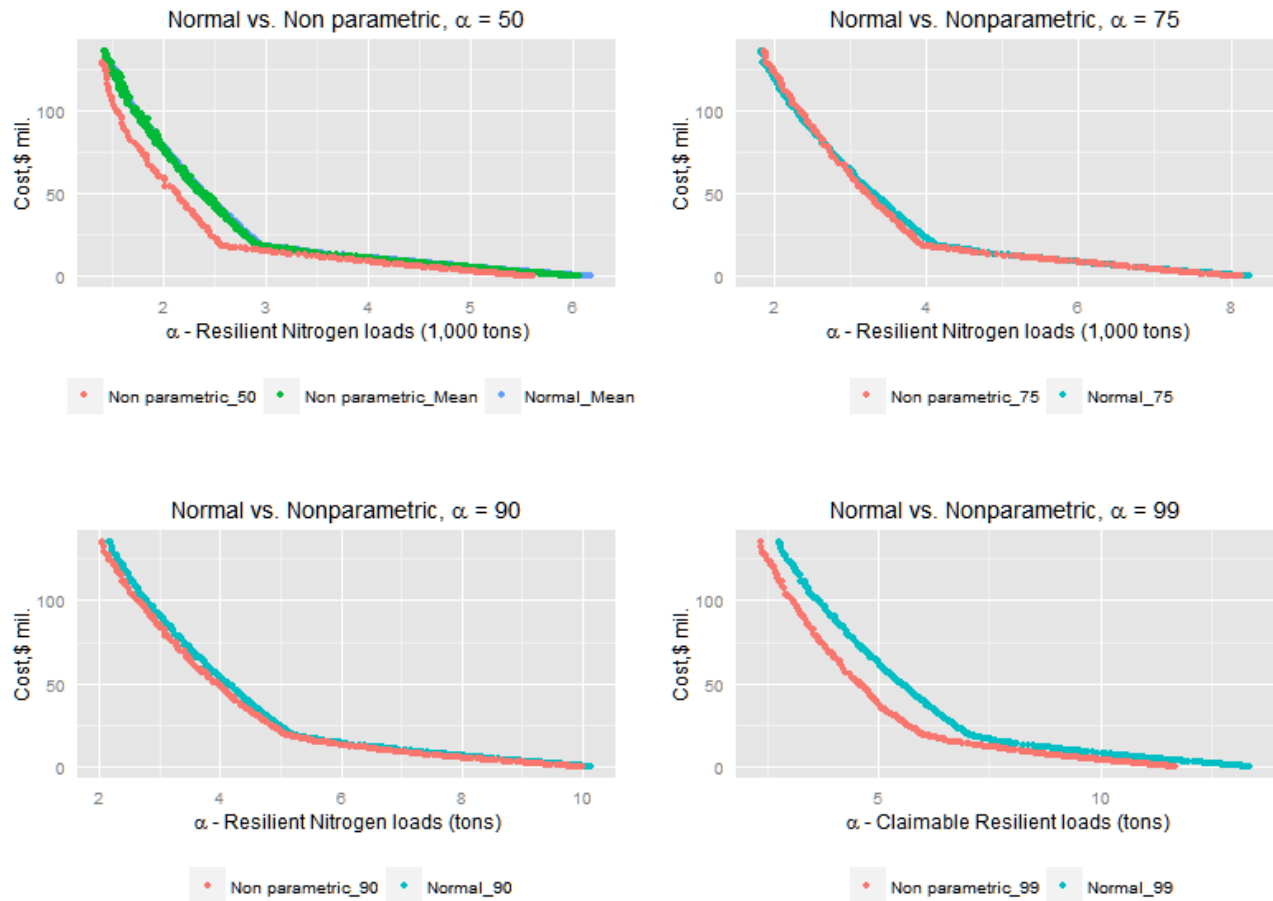 Normal vs. Non parametric, α = 50
Cost,$ mil.
100
50
0
2 3 4 5 6
α - Resilient Nitrogen loads (1,000 tons)
Non parametric_50 Non parametric_Mean Normal_Mean
Normal vs. Nonparametric, α = 75
Cost,$ mil.
100
50
0
2 4 6 8
α - Resilient Nitrogen loads (1,000 tons)
Non parametric_75 Normal_75
Normal vs. Nonparametric, α = 90
Cost,$ mil.
100
50
0
2 4 6 8 10
α - Resilient Nitrogen loads (tons)
Non parametric_90 Normal_90
Normal vs. Nonparametric, α = 99
Cost,$ mil.
100
50
0
5 10
α - Claimable Resilient loads (tons)
Non parametric_99 Normal_99